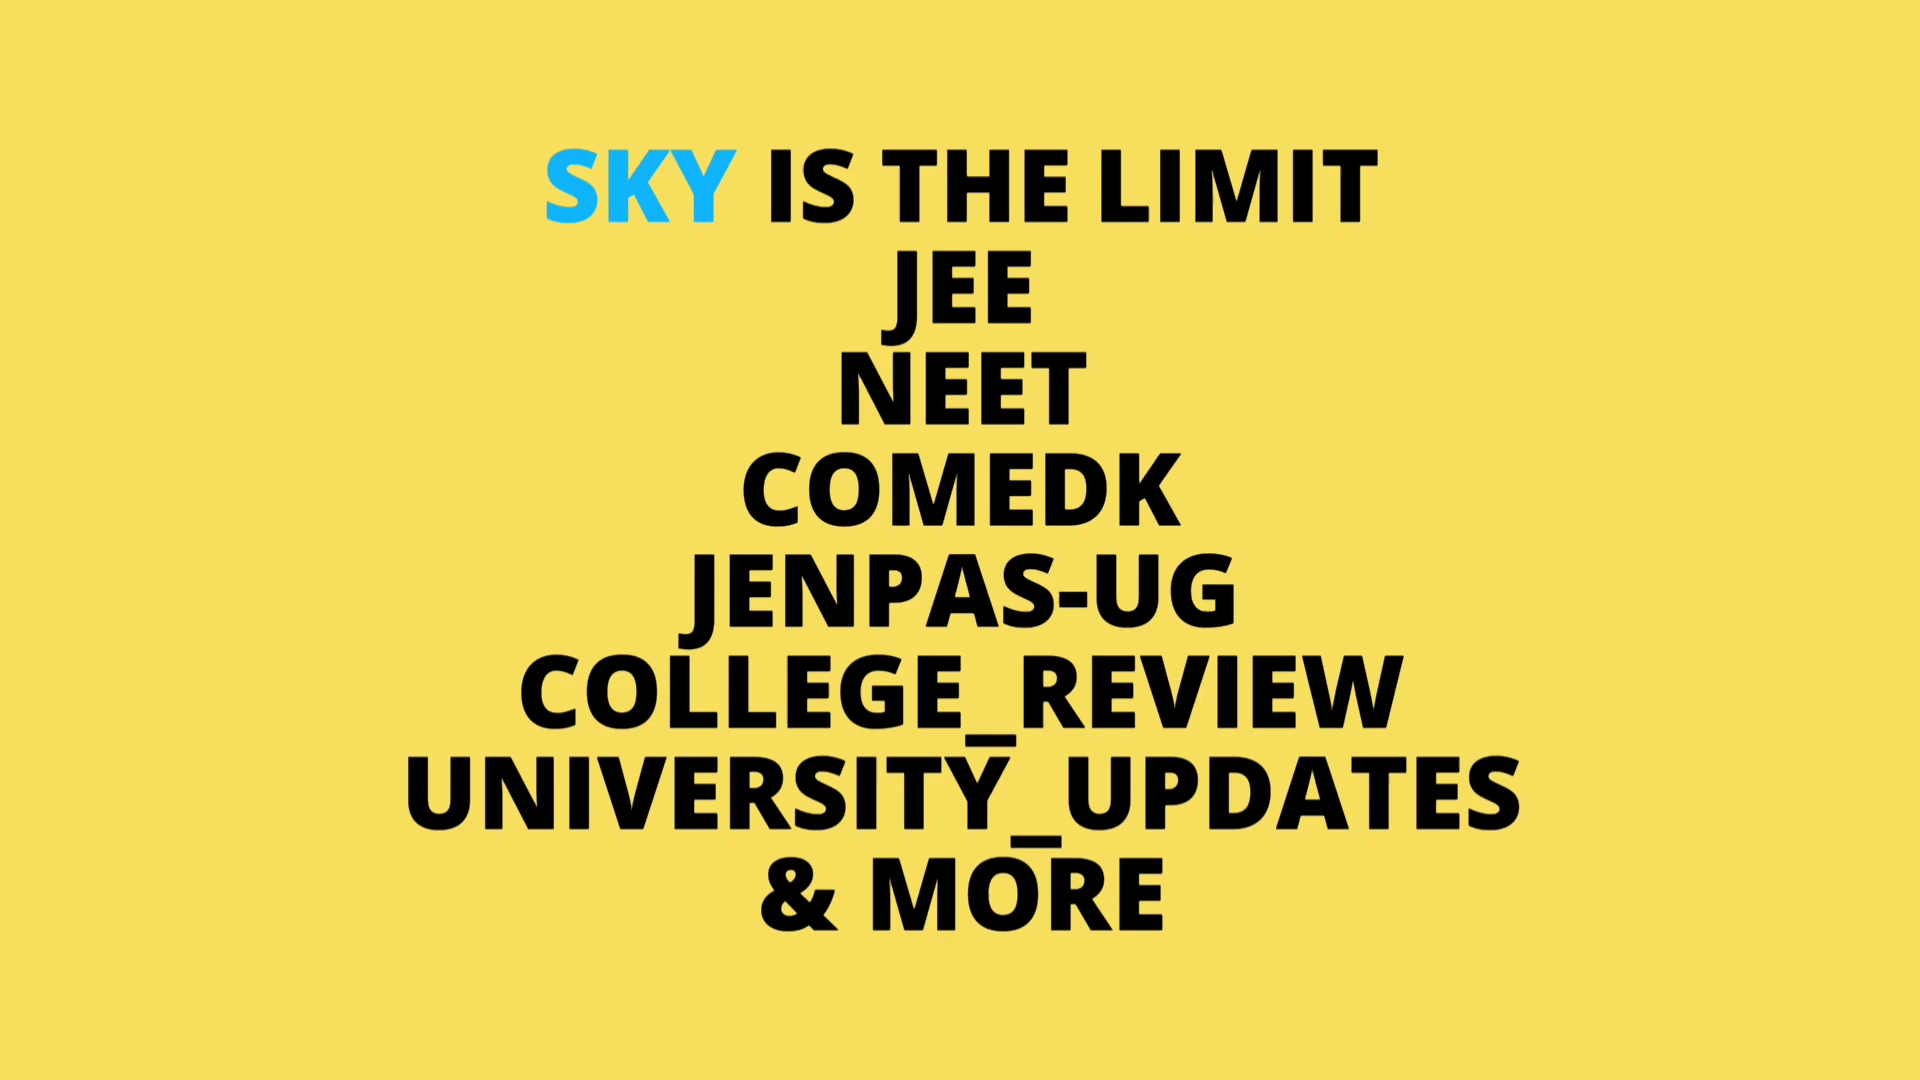 SKY IS THE LIMIT
JEE
NEET
COMEDK
JENPAS-UG
COLLEGE_REVIEW
UNIVERSITY_UPDATES
& MORE